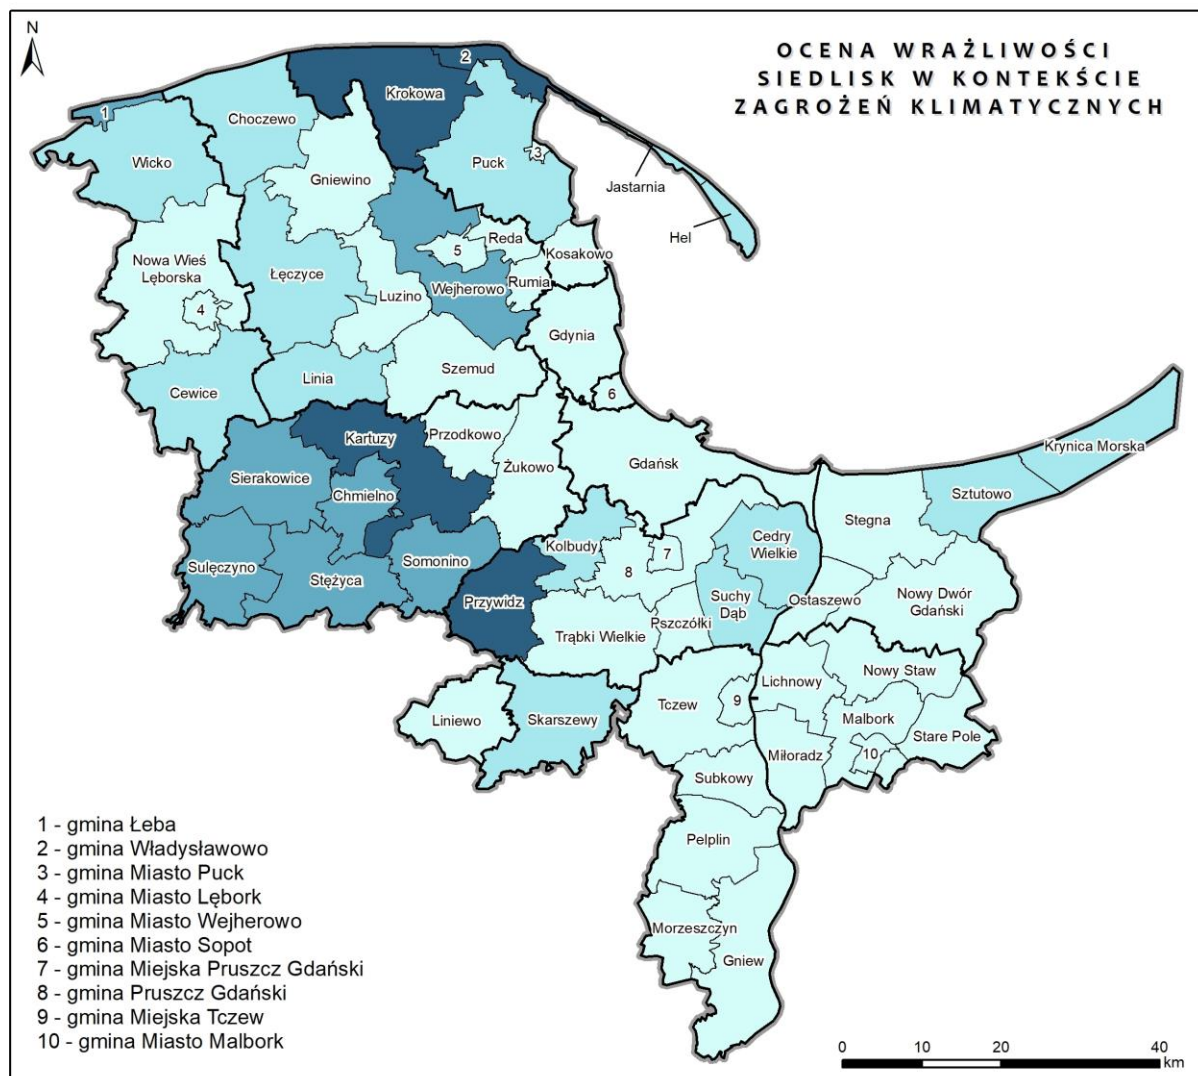 N
OCENA WRAŻLIWOŚCI
SIEDLISK W KONTEKŚCIE
ZAGROŻEŃ KLIMATYCZNYCH
2
Krokowa
1
Choczewo
Wicko
Puck
3
Gniewino
Jastarnia
Hel
Reda
5
Kosakowo
Nowa Wieś
Lęborska
Łęczyce
Wejherowo
Rumia
Luzino
4
Gdynia
Szemud
Linia
Cewice
6
Kartuzy
Przodkowo
Krynica Morska
Żukowo
Gdańsk
Sierakowice
Chmielno
Sztutowo
Stegna
Kolbudy
7
Cedry
Wielkie
Somonino
Sulęczyno
Stężyca
8
Przywidz
Suchy
Dąb
Ostaszewo
Nowy Dwór
Gdański
Pszczółki
Trąbki Wielkie
Nowy Staw
Lichnowy
Liniewo
Skarszewy
Tczew
9
Malbork
Stare Pole
Miłoradz
10
Subkowy
Pelplin
Morzeszczyn
Gniew
1 - gmina Łeba
2 - gmina Władysławowo
3 - gmina Miasto Puck
4 - gmina Miasto Lębork
5 - gmina Miasto Wejherowo
6 - gmina Miasto Sopot
7 - gmina Miejska Pruszcz Gdański
8 - gmina Pruszcz Gdański
9 - gmina Miejska Tczew
10 - gmina Miasto Malbork
0 10 20 40
km